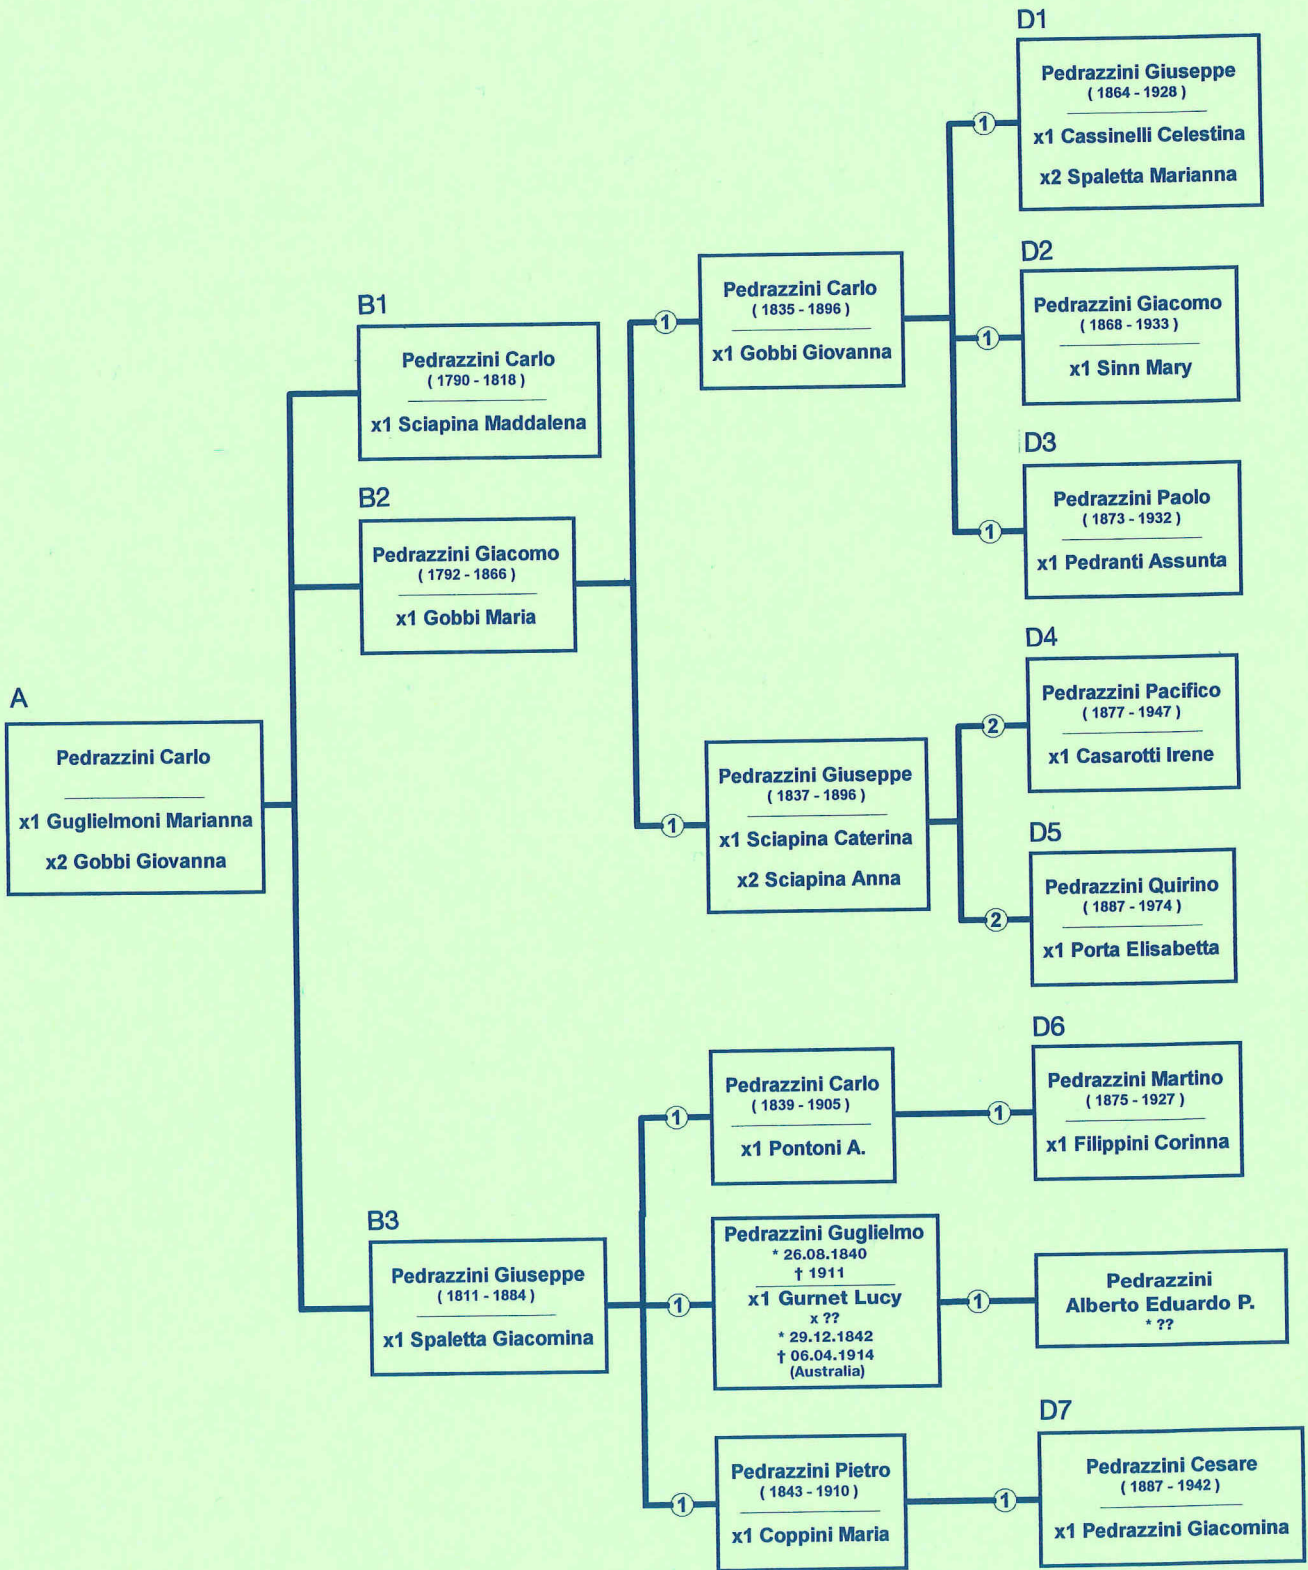 A
Pedrazzini Carlo
x1 Guglielmoni Marianna
x2 Gobbi Giovanna
B1
Pedrazzini Carlo
( 1790 - 1818 )
x1 Sciapina Maddalena
B2
Pedrazzini Giacomo
( 1792 - 1866 )
x1 Gobbi Maria
B3
Pedrazzini Giuseppe
( 1811 - 1884 )
x1 Spaletta Giacomina
1
Pedrazzini Carlo
( 1835 - 1896 )
x1 Gobbi Giovanna
1
Pedrazzini Giuseppe
( 1837 - 1896 )
x1 Sciapina Caterina
x2 Sciapina Anna
1
Pedrazzini Carlo
( 1839 - 1905 )
x1 Pontoni A.
1
Pedrazzini Guglielmo
* 26.08.1840
† 1911
x1 Gurnet Lucy
x ??
* 29.12.1842
† 06.04.1914
(Australia)
1
Pedrazzini Pietro
( 1843 - 1910 )
x1 Coppini Maria
D1
1
Pedrazzini Giuseppe
( 1864 - 1928 )
x1 Cassinelli Celestina
x2 Spaletta Marianna
D2
1
Pedrazzini Giacomo
( 1868 - 1933 )
x1 Sinn Mary
D3
1
Pedrazzini Paolo
( 1873 - 1932 )
x1 Pedranti Assunta
D4
2
Pedrazzini Pacifico
( 1877 - 1947 )
x1 Casarotti Irene
D5
2
Pedrazzini Quirino
( 1887 - 1974 )
x1 Porta Elisabetta
D6
1
Pedrazzini Martino
( 1875 - 1927 )
x1 Filippini Corinna
1
Pedrazzini
Alberto Eduardo P.
* ??
D7
1
Pedrazzini Cesare
( 1887 - 1942 )
x1 Pedrazzini Giacomina